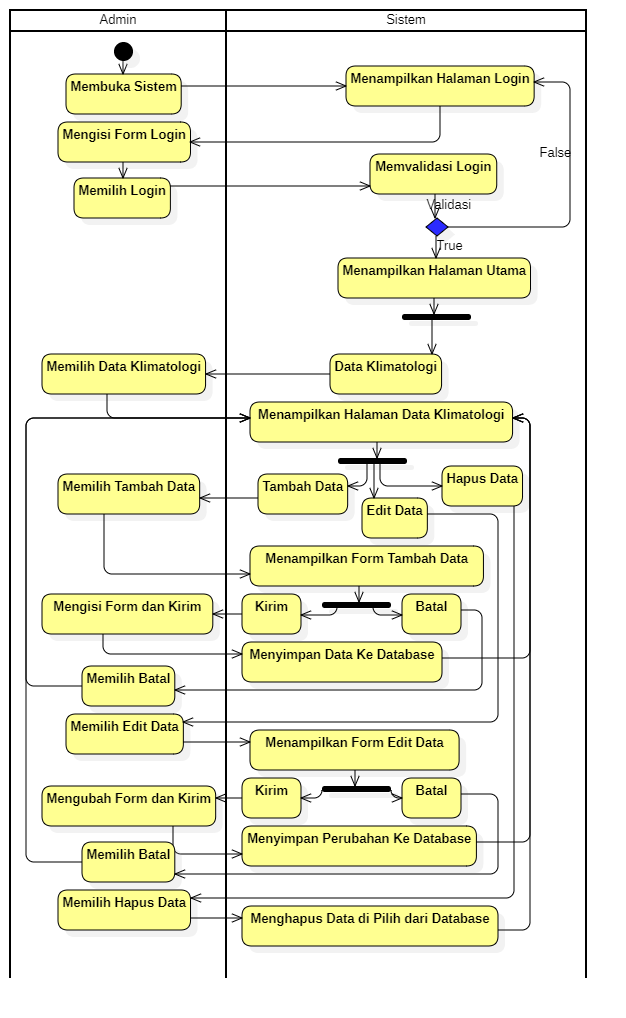 Admin
Sistem
Membuka Sistem
Menampilkan Halaman Login
Mengisi Form Login
False
Memvalidasi Login
Memilih Login
Validasi
True
Menampilkan Halaman Utama
Memilih Data Klimatologi
Data Klimatologi
Menampilkan Halaman Data Klimatologi
Memilih Tambah Data
Tambah Data
Hapus Data
Edit Data
Menampilkan Form Tambah Data
Mengisi Form dan Kirim
Kirim
Batal
Menyimpan Data Ke Database
Memilih Batal
Memilih Edit Data
Menampilkan Form Edit Data
Mengubah Form dan Kirim
Kirim
Batal
Menyimpan Perubahan Ke Database
Memilih Batal
Memilih Hapus Data
Menghapus Data di Pilih dari Database